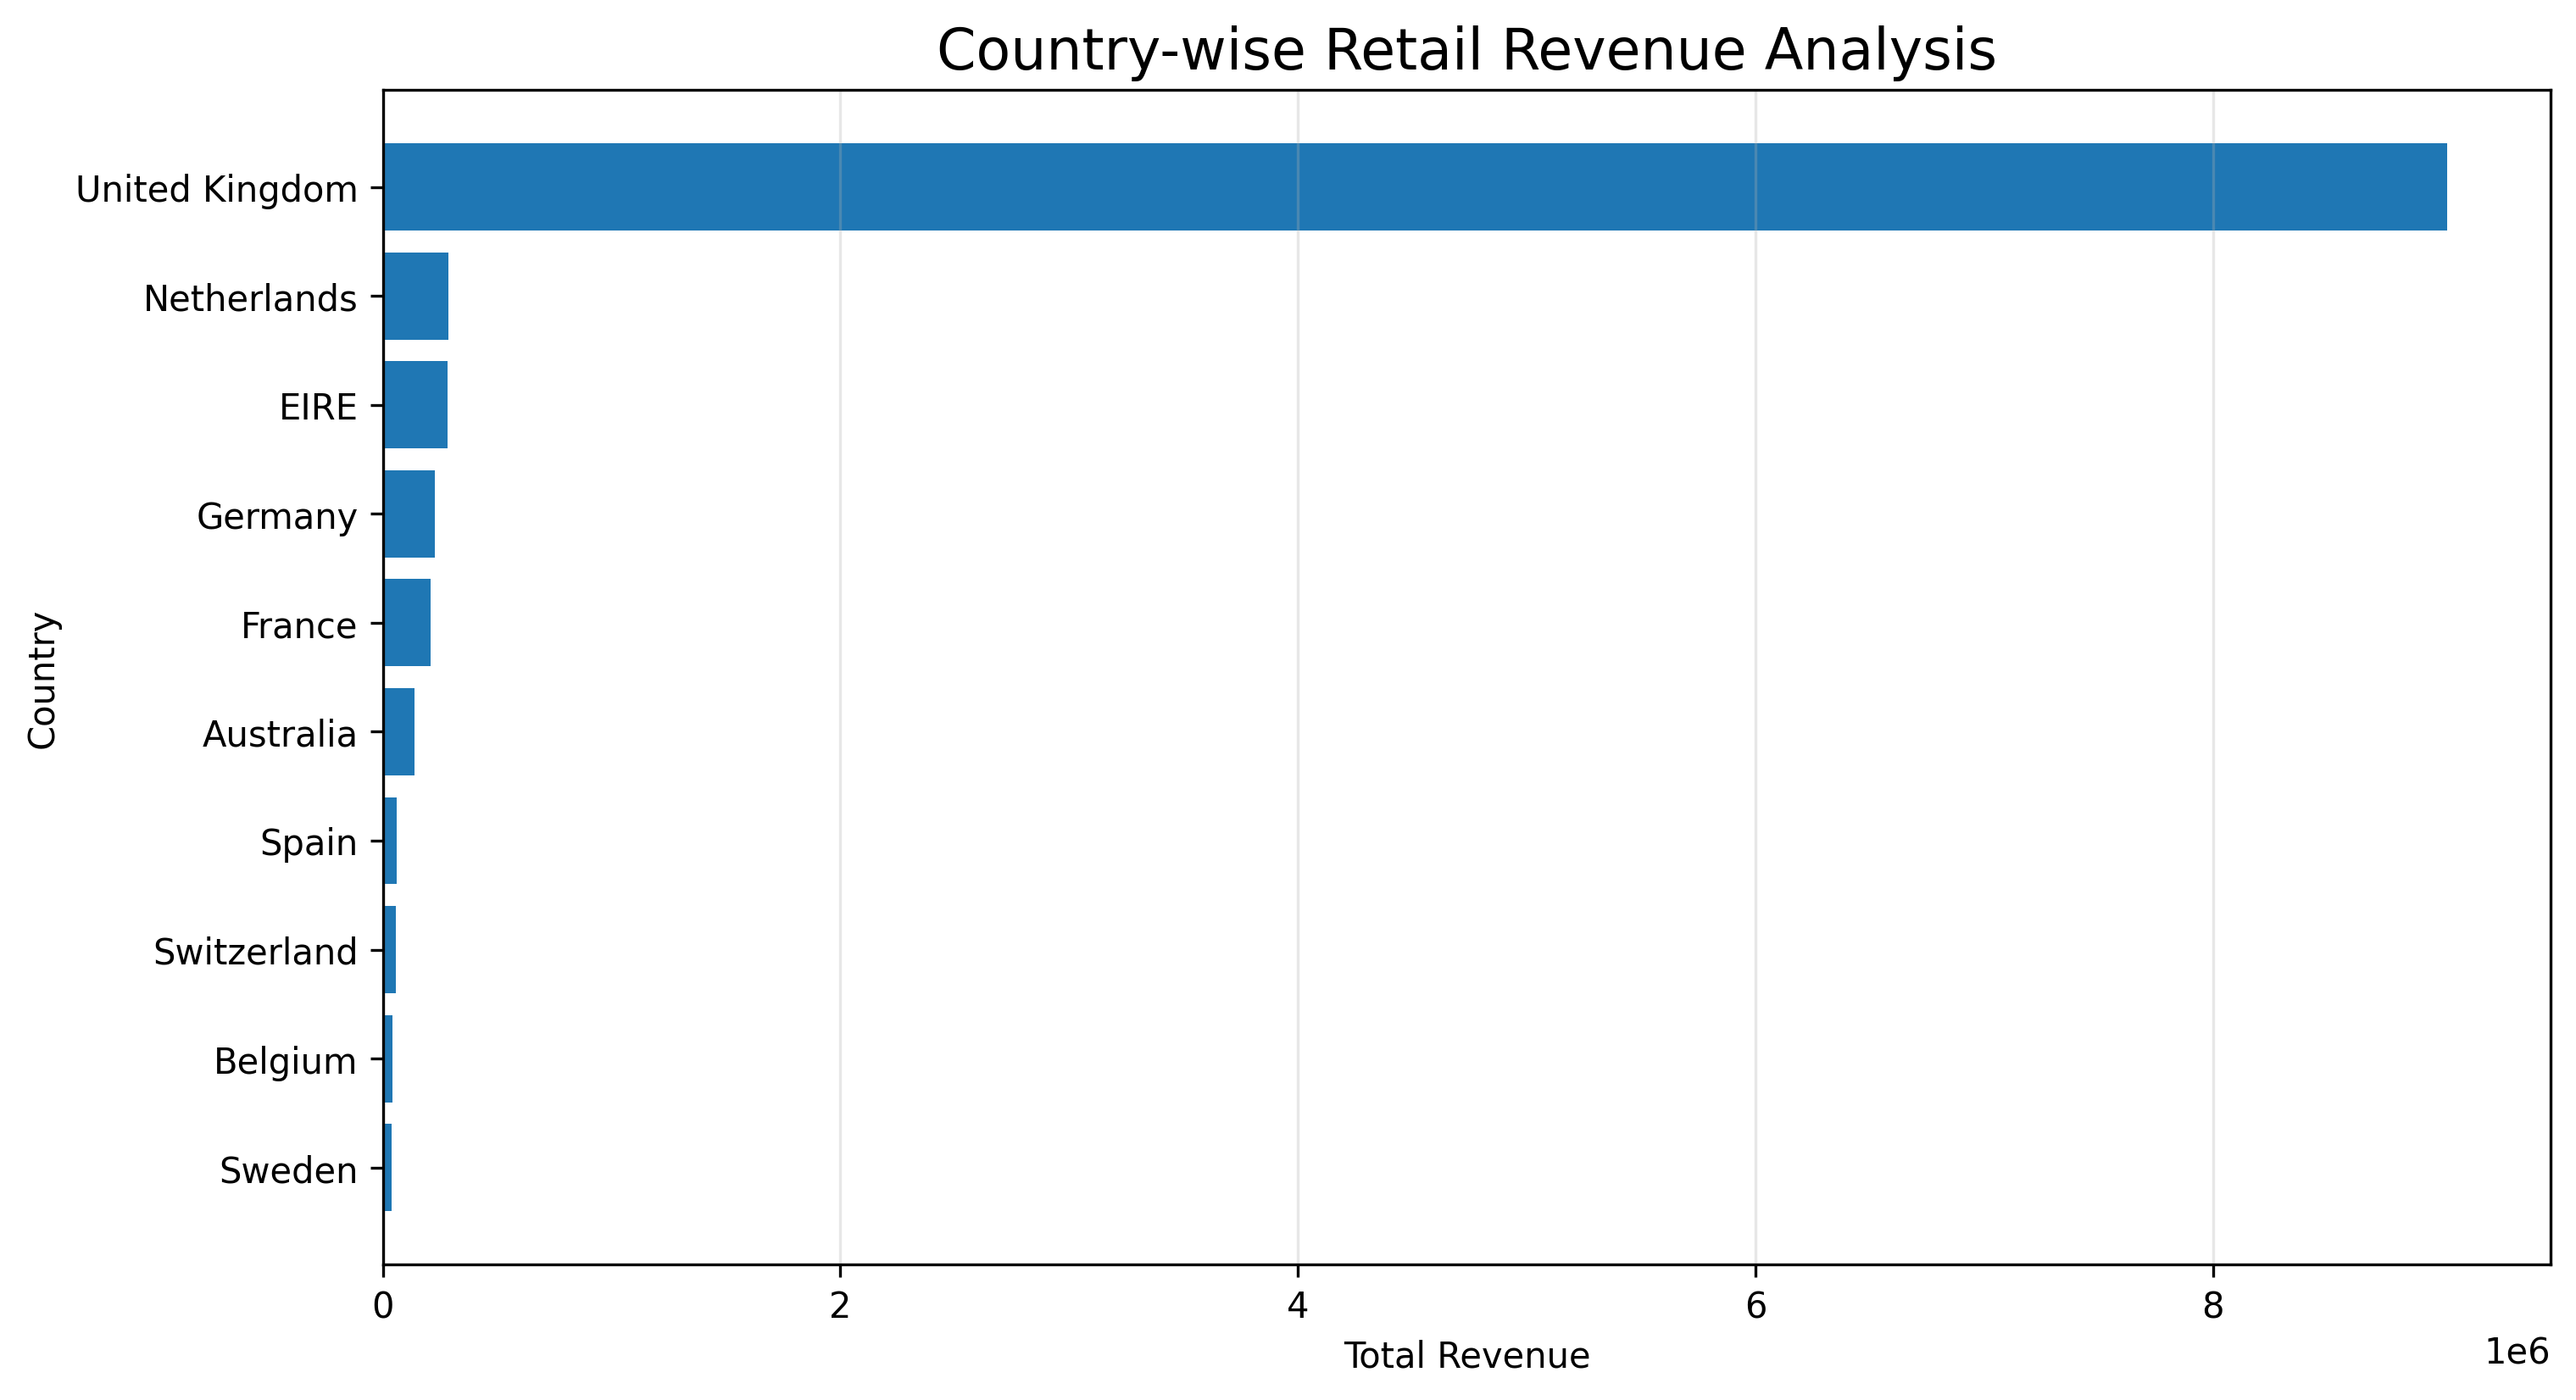 Country-wise Retail Revenue Analysis
United Kingdom
Netherlands
EIRE
Germany
France
Australia
Spain
Switzerland
Belgium
Sweden
Country
0 2 4 6 8
Total Revenue
1e6